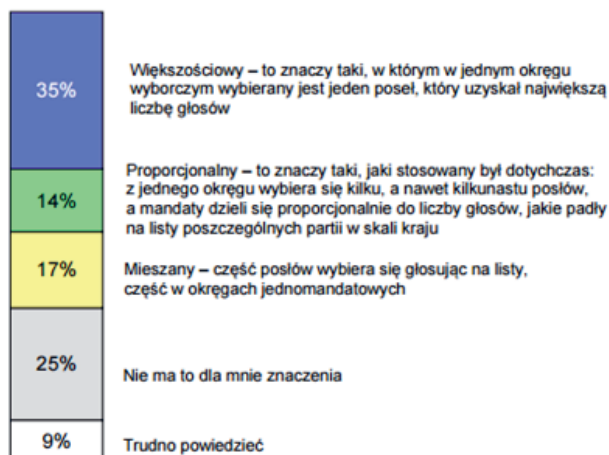 35%
Większościowy – to znaczy taki, w którym w jednym okręgu
wyborczym wybierany jest jeden poseł, który uzyskał największą
liczbę głosów
14%
Proporcjonalny – to znaczy taki, jaki stosowany był dotychczas:
z jednego okręgu wybiera się kilku, a nawet kilkunastu posłów,
a mandaty dzieli się proporcjonalnie do liczby głosów, jakie padły
na listy poszczególnych partii w skali kraju
17%
Mieszany – część posłów wybiera się głosując na listy,
część w okręgach jednomandatowych
25%
Nie ma to dla mnie znaczenia
9%
Trudno powiedzieć